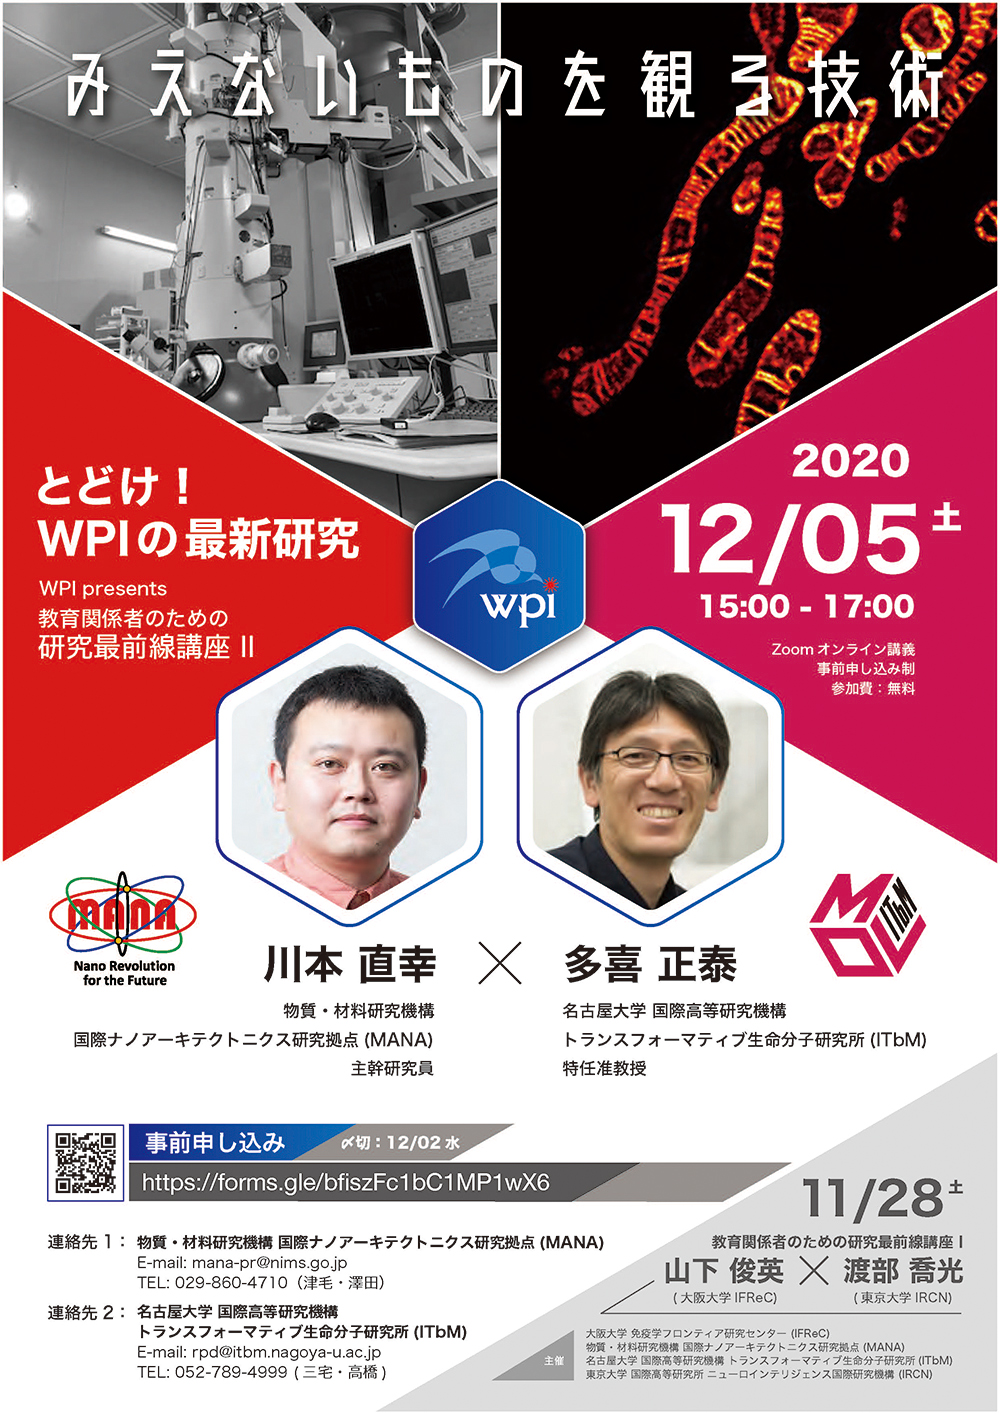 みえないものを観る技術
とどけ！
WPIの最新研究
WPI presents
教育関係者のための
研究最前線講座 II
wpi
2020
12/05 土
15:00 - 17:00
Zoom オンライン講義
事前申し込み制
参加費：無料
MANA
Nano Revolution
for the Future
MOL
ITbM
川本 直幸 × 多喜 正泰
物質・材料研究機構
国際ナノアーキテクトニクス研究拠点 (MANA)
主幹研究員
名古屋大学 国際高等研究機構
トランスフォーマティブ生命分子研究所 (ITbM)
特任准教授
事前申し込み 〆切：12/02 水
https://forms.gle/bfiszFc1bC1MP1wX6
連絡先 1： 物質・材料研究機構 国際ナノアーキテクトニクス研究拠点 (MANA)
E-mail: mana-pr@nims.go.jp
TEL: 029-860-4710（津毛・澤田）
連絡先 2： 名古屋大学 国際高等研究機構
トランスフォーマティブ生命分子研究所 (ITbM)
E-mail: rpd@itbm.nagoya-u.ac.jp
TEL: 052-789-4999 ( 三宅・高橋 )
11/28 土
教育関係者のための研究最前線講座 I
山下 俊英 × 渡部 喬光
( 大阪大学 IFReC) ( 東京大学 IRCN)
主催
大阪大学 免疫学フロンティア研究センター (IFReC)
物質・材料研究機構 国際ナノアーキテクトニクス研究拠点 (MANA)
名古屋大学 国際高等研究機構 トランスフォーマティブ生命分子研究所 (ITbM)
東京大学 国際高等研究所 ニューロインテリジェンス国際研究機構 (IRCN)